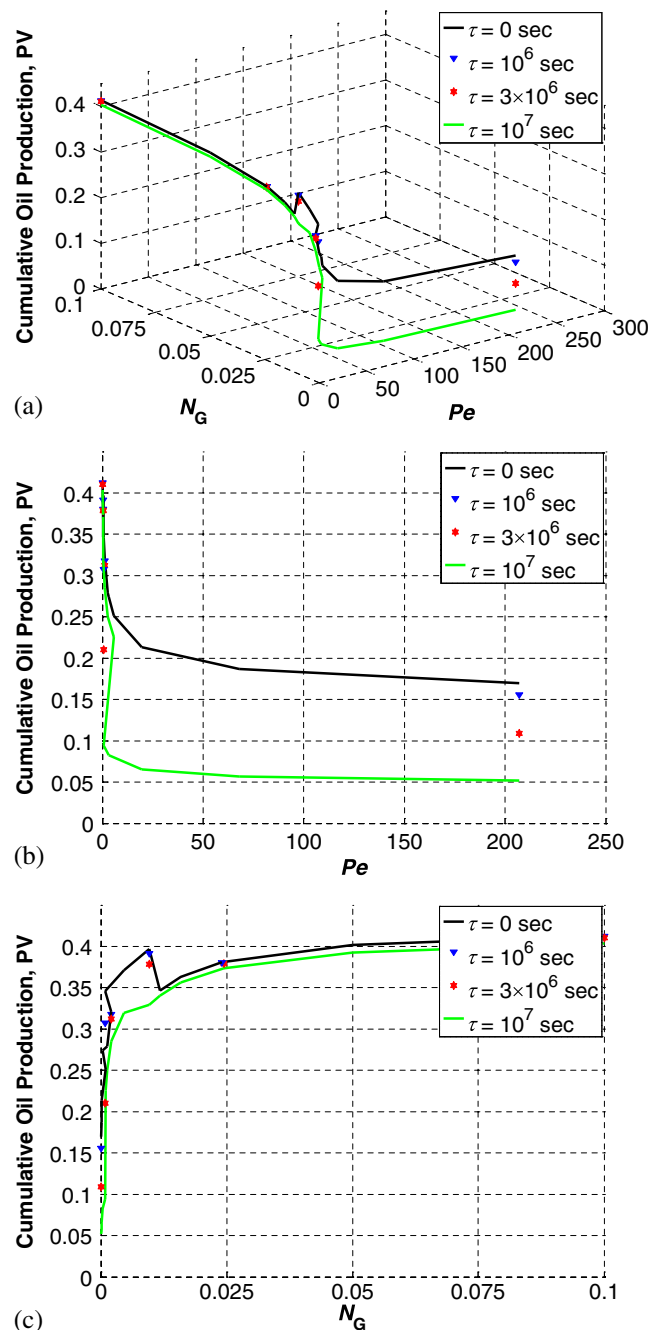 Cumulative Oil Production, PV
0.4
0.3
0.2
0.1
0
0.1
0.075
0.05
0.025
0
N_G
0
50
100
150
200
250
300
Pe
τ = 0 sec
τ = 10^6 sec
τ = 3×10^6 sec
τ = 10^7 sec
(a)
Cumulative Oil Production, PV
0.4
0.35
0.3
0.25
0.2
0.15
0.1
0.05
0
0
50
100
150
200
250
Pe
τ = 0 sec
τ = 10^6 sec
τ = 3×10^6 sec
τ = 10^7 sec
(b)
Cumulative Oil Production, PV
0.4
0.35
0.3
0.25
0.2
0.15
0.1
0.05
0
0
0.025
0.05
0.075
0.1
N_G
τ = 0 sec
τ = 10^6 sec
τ = 3×10^6 sec
τ = 10^7 sec
(c)